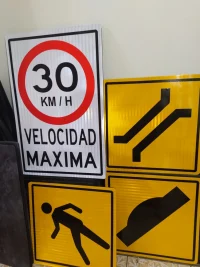 30
KM / H
VELOCIDAD
MAXIMA